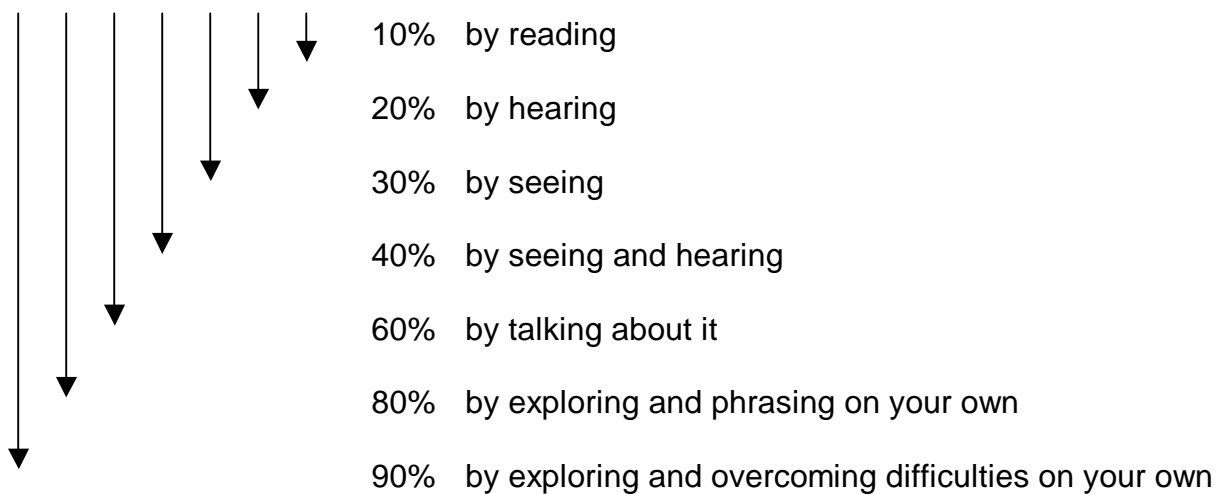 10% by reading
20% by hearing
30% by seeing
40% by seeing and hearing
60% by talking about it
80% by exploring and phrasing on your own
90% by exploring and overcoming difficulties on your own